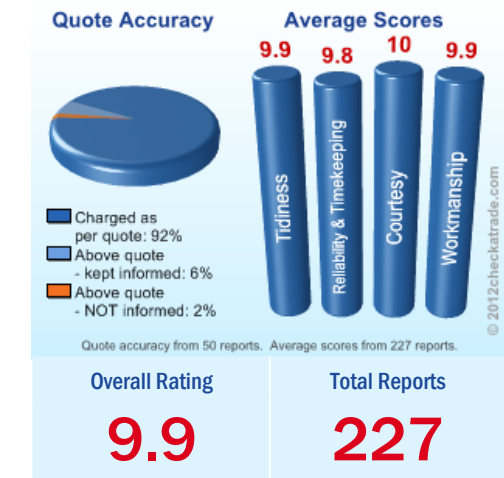 Quote Accuracy
Average Scores
9.9
9.8
10
9.9
Tidiness
Reliability & Timekeeping
Courtesy
Workmanship
Charged as
per quote: 92%
Above quote
- kept informed: 6%
Above quote
- NOT informed: 2%
© 2012checkatrade.com
Quote accuracy from 50 reports. Average scores from 227 reports.
Overall Rating
Total Reports
9.9
227